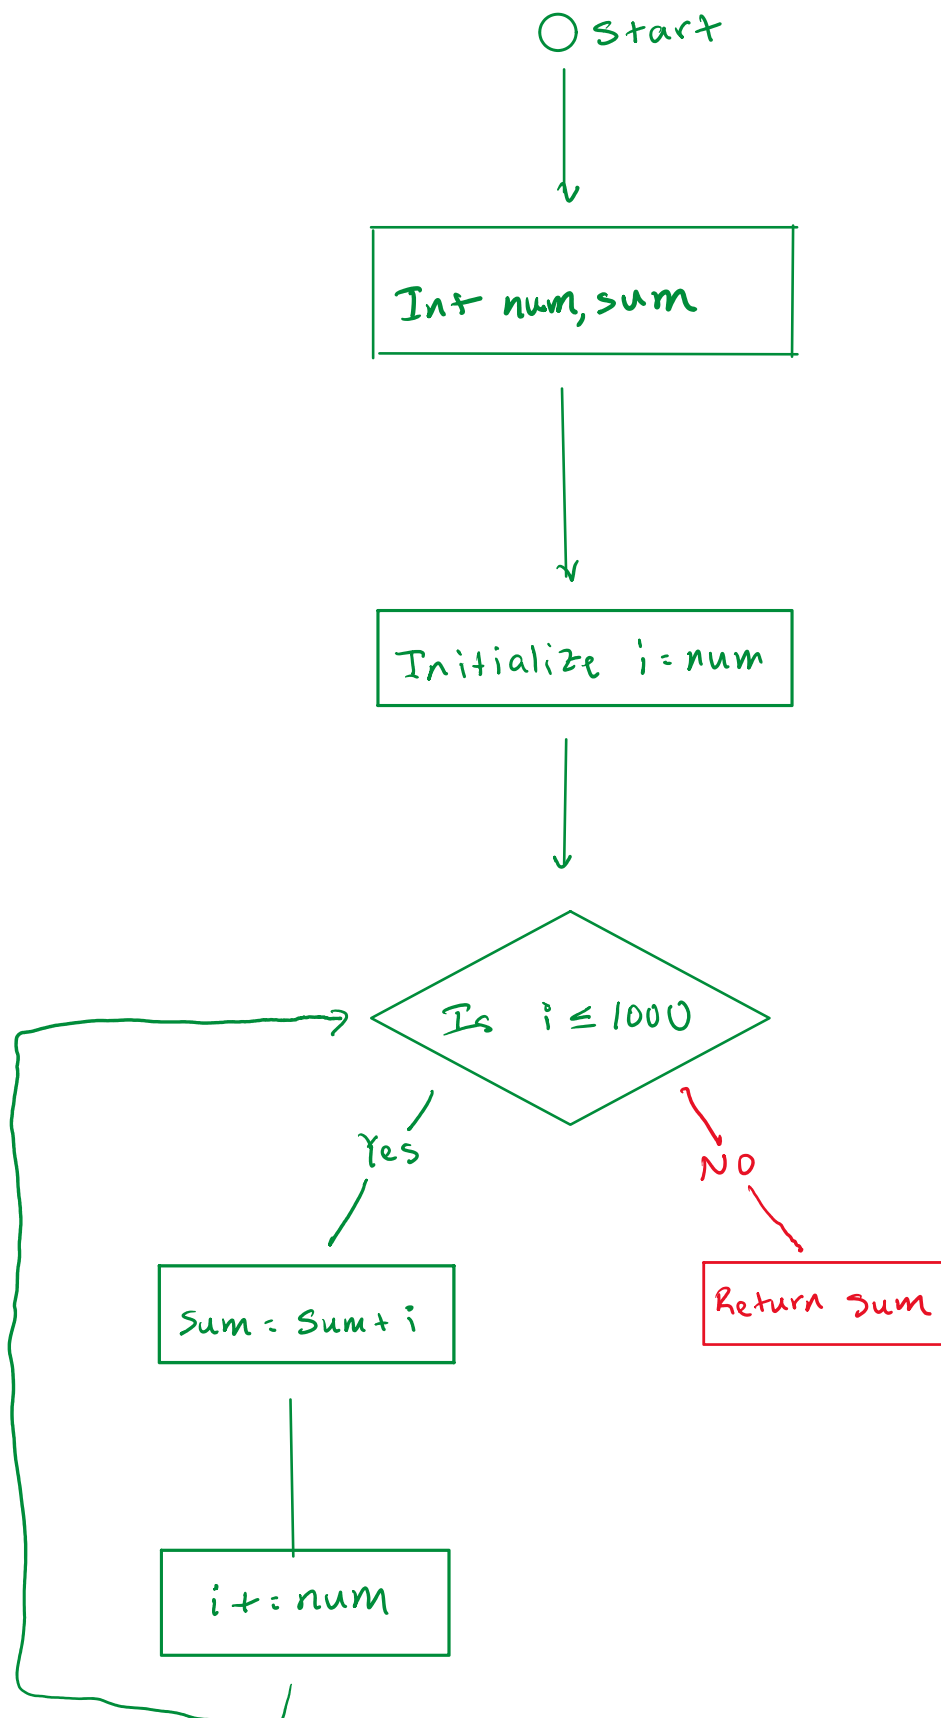 start
Int num, sum
Initialize i = num
Is i ≤ 1000
Yes
NO
Sum = Sum + i
Return sum
i + = num